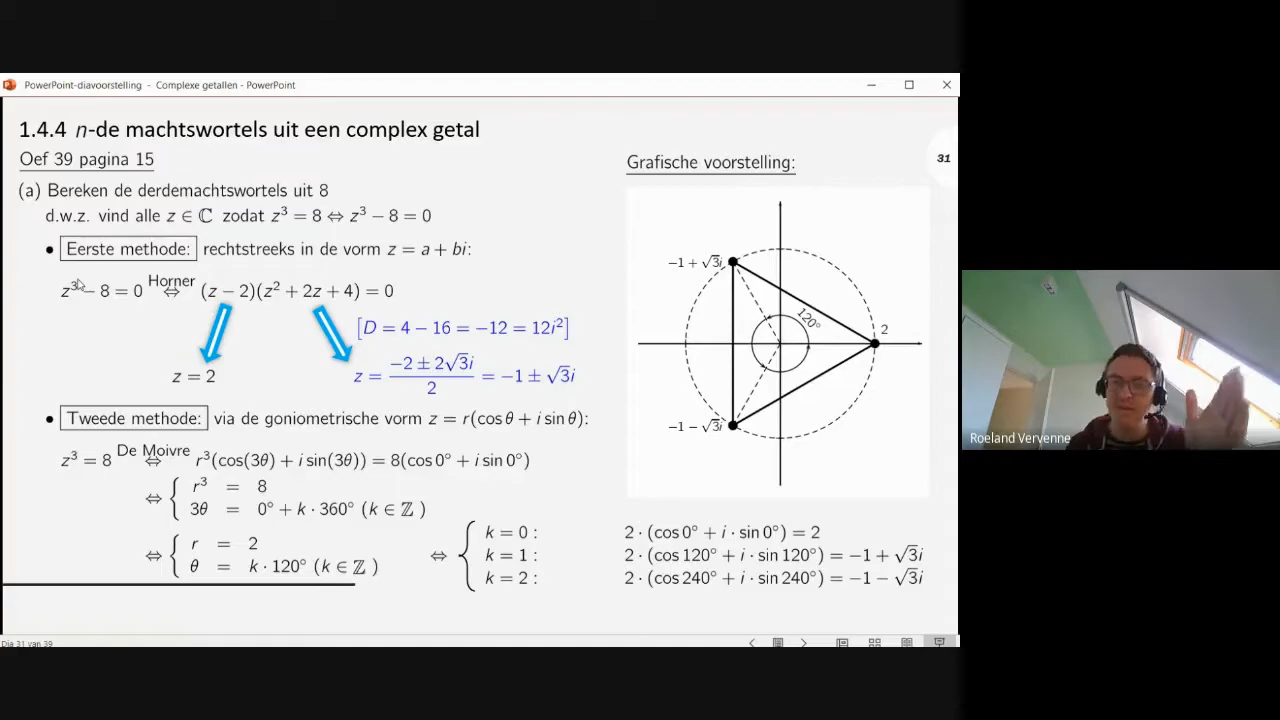 PowerPoint-diavoorstelling - Complexe getallen - PowerPoint
1.4.4 n-de machtswortels uit een complex getal
31
Oef 39 pagina 15
(a) Bereken de derdemachtswortels uit 8
d.w.z. vind alle z ∈ ℂ zodat z³ = 8 ⇔ z³ − 8 = 0
• Eerste methode: rechtstreeks in de vorm z = a + bi:
z³ − 8 = 0 Horner ⇔ (z − 2)(z² + 2z + 4) = 0
[D = 4 − 16 = −12 = 12i²]
z = 2
z = (−2 ± 2√3i)/2 = −1 ± √3i
• Tweede methode: via de goniometrische vorm z = r(cos θ + i sin θ):
z³ = 8 De Moivre ⇔ r³(cos(3θ) + i sin(3θ)) = 8(cos 0° + i sin 0°)
⇔ { r³ = 8
3θ = 0° + k · 360° (k ∈ ℤ )
⇔ { r = 2
θ = k · 120° (k ∈ ℤ )
⇔ { k = 0 : 2 · (cos 0° + i · sin 0°) = 2
k = 1 : 2 · (cos 120° + i · sin 120°) = −1 + √3i
k = 2 : 2 · (cos 240° + i · sin 240°) = −1 − √3i
Grafische voorstelling:
−1 + √3i
120°
2
−1 − √3i
Dia 31 van 39
Roeland Vervenne